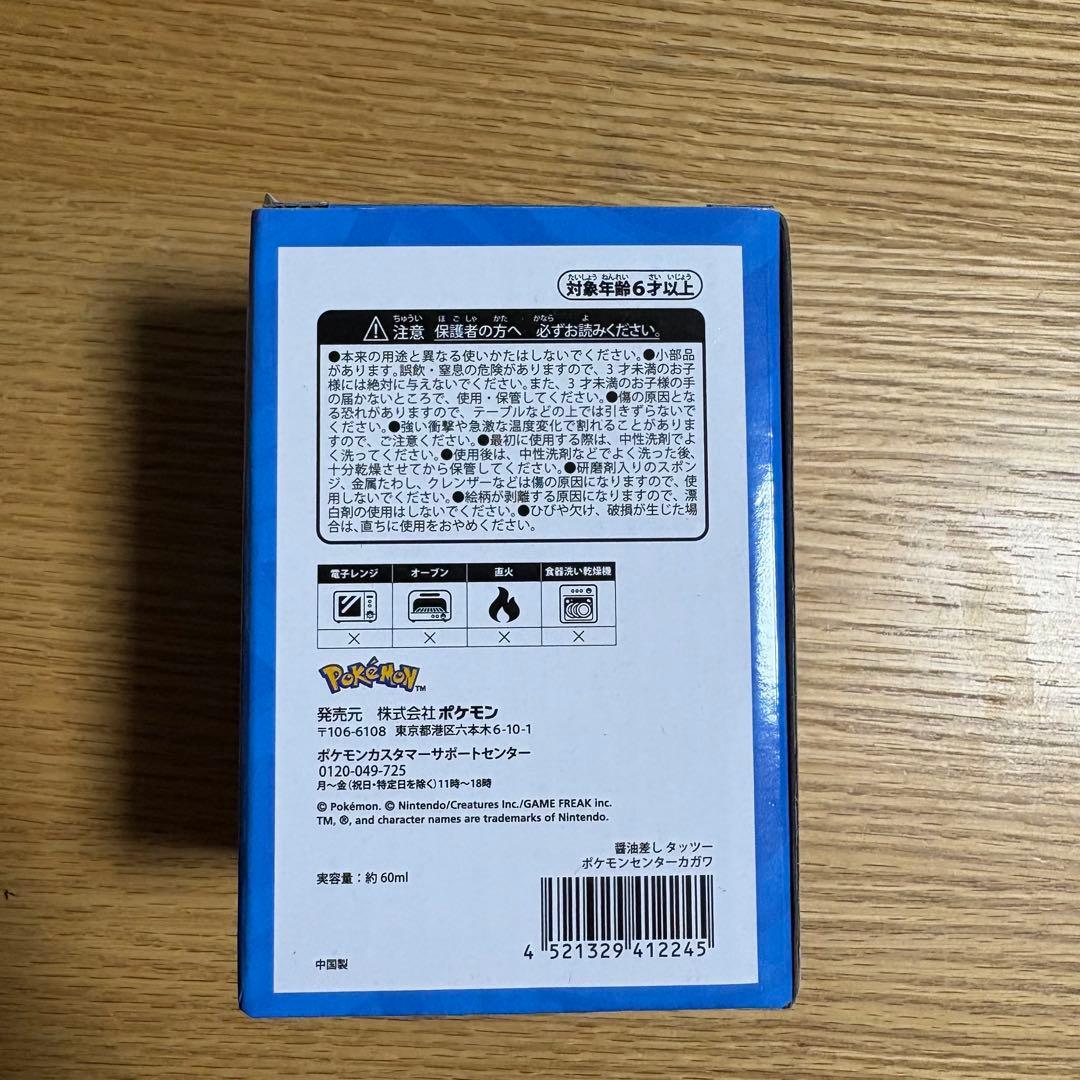 たいしょう ねんれい さい いじょう
対象年齢6才以上
ちゅうい ほごしゃ かた かなら よ
注意 保護者の方へ 必ずお読みください。
●本来の用途と異なる使いかたはしないでください。●小部品
があります。誤飲・窒息の危険がありますので、3才未満のお子
様には絶対に与えないでください。また、3才未満のお子様の手
の届かないところで、使用・保管してください。●傷の原因とな
る恐れがありますので、テーブルなどの上では引きずらないで
ください。●強い衝撃や急激な温度変化で割れることがありま
すので、ご注意ください。●最初に使用する際は、中性洗剤でよ
く洗ってください。●使用後は、中性洗剤などでよく洗った後、
十分乾燥させてから保管してください。●研磨剤入りのスポン
ジ、金属たわし、クレンザーなどは傷の原因になりますので、使
用しないでください。●絵柄が剥離する原因になりますので、漂
白剤の使用はしないでください。●ひびや欠け、破損が生じた場
合は、直ちに使用をおやめください。
電子レンジ オーブン 直火 食器洗い乾燥機
× × × ×
POKéMON TM
発売元 株式会社ポケモン
〒106-6108 東京都港区六本木6-10-1
ポケモンカスタマーサポートセンター
0120-049-725
月～金(祝日・特定日を除く)11時～18時
© Pokémon. © Nintendo/Creatures Inc./GAME FREAK inc.
TM, ®, and character names are trademarks of Nintendo.
醤油差し タッツー
ポケモンセンターカガワ
実容量：約 60ml
4 521329 412245
中国製